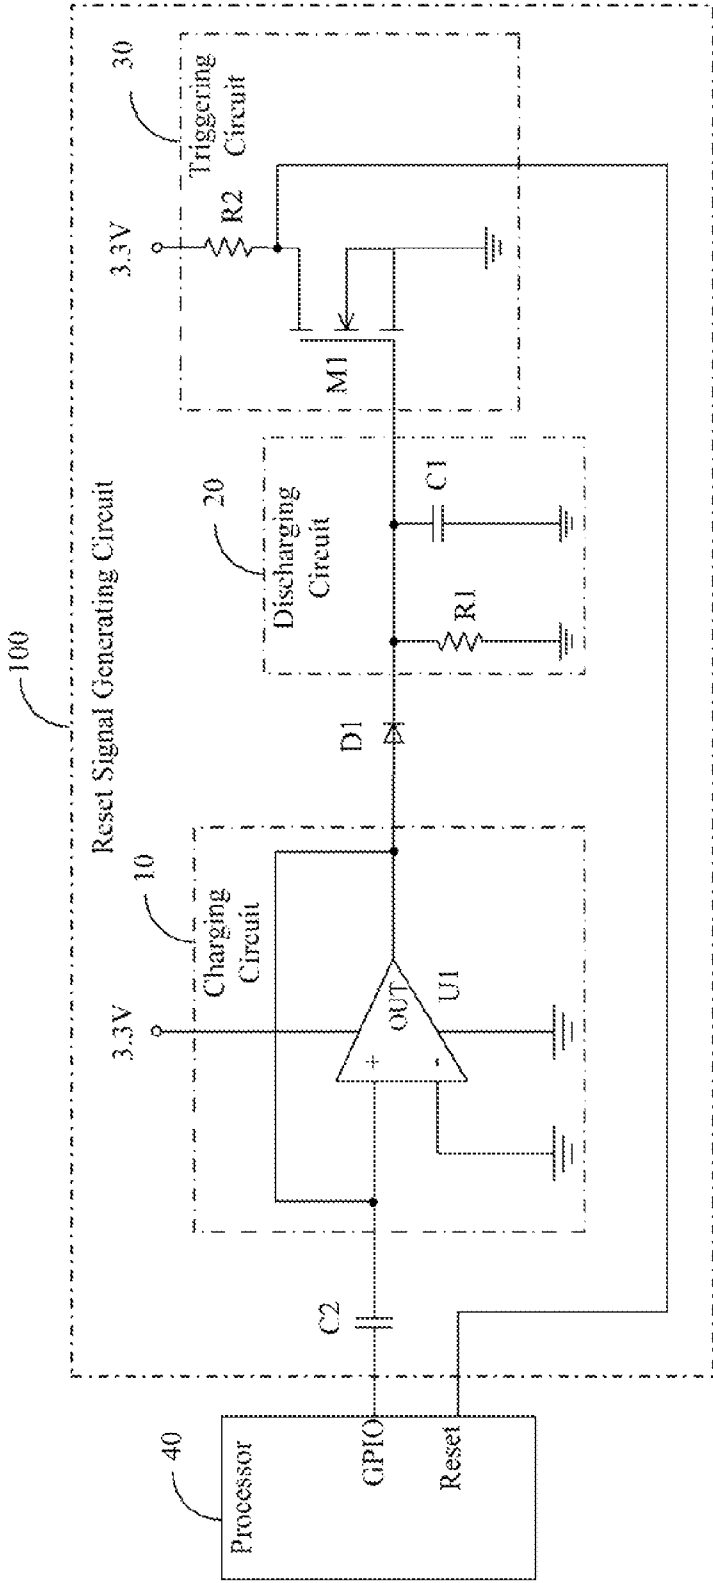 100
Reset Signal Generating Circuit
40
Processor
GPIO
Reset
C2
10
Charging
Circuit
3.3V
+
-
OUT
U1
D1
20
Discharging
Circuit
R1
C1
30
Triggering
Circuit
3.3V
R2
M1